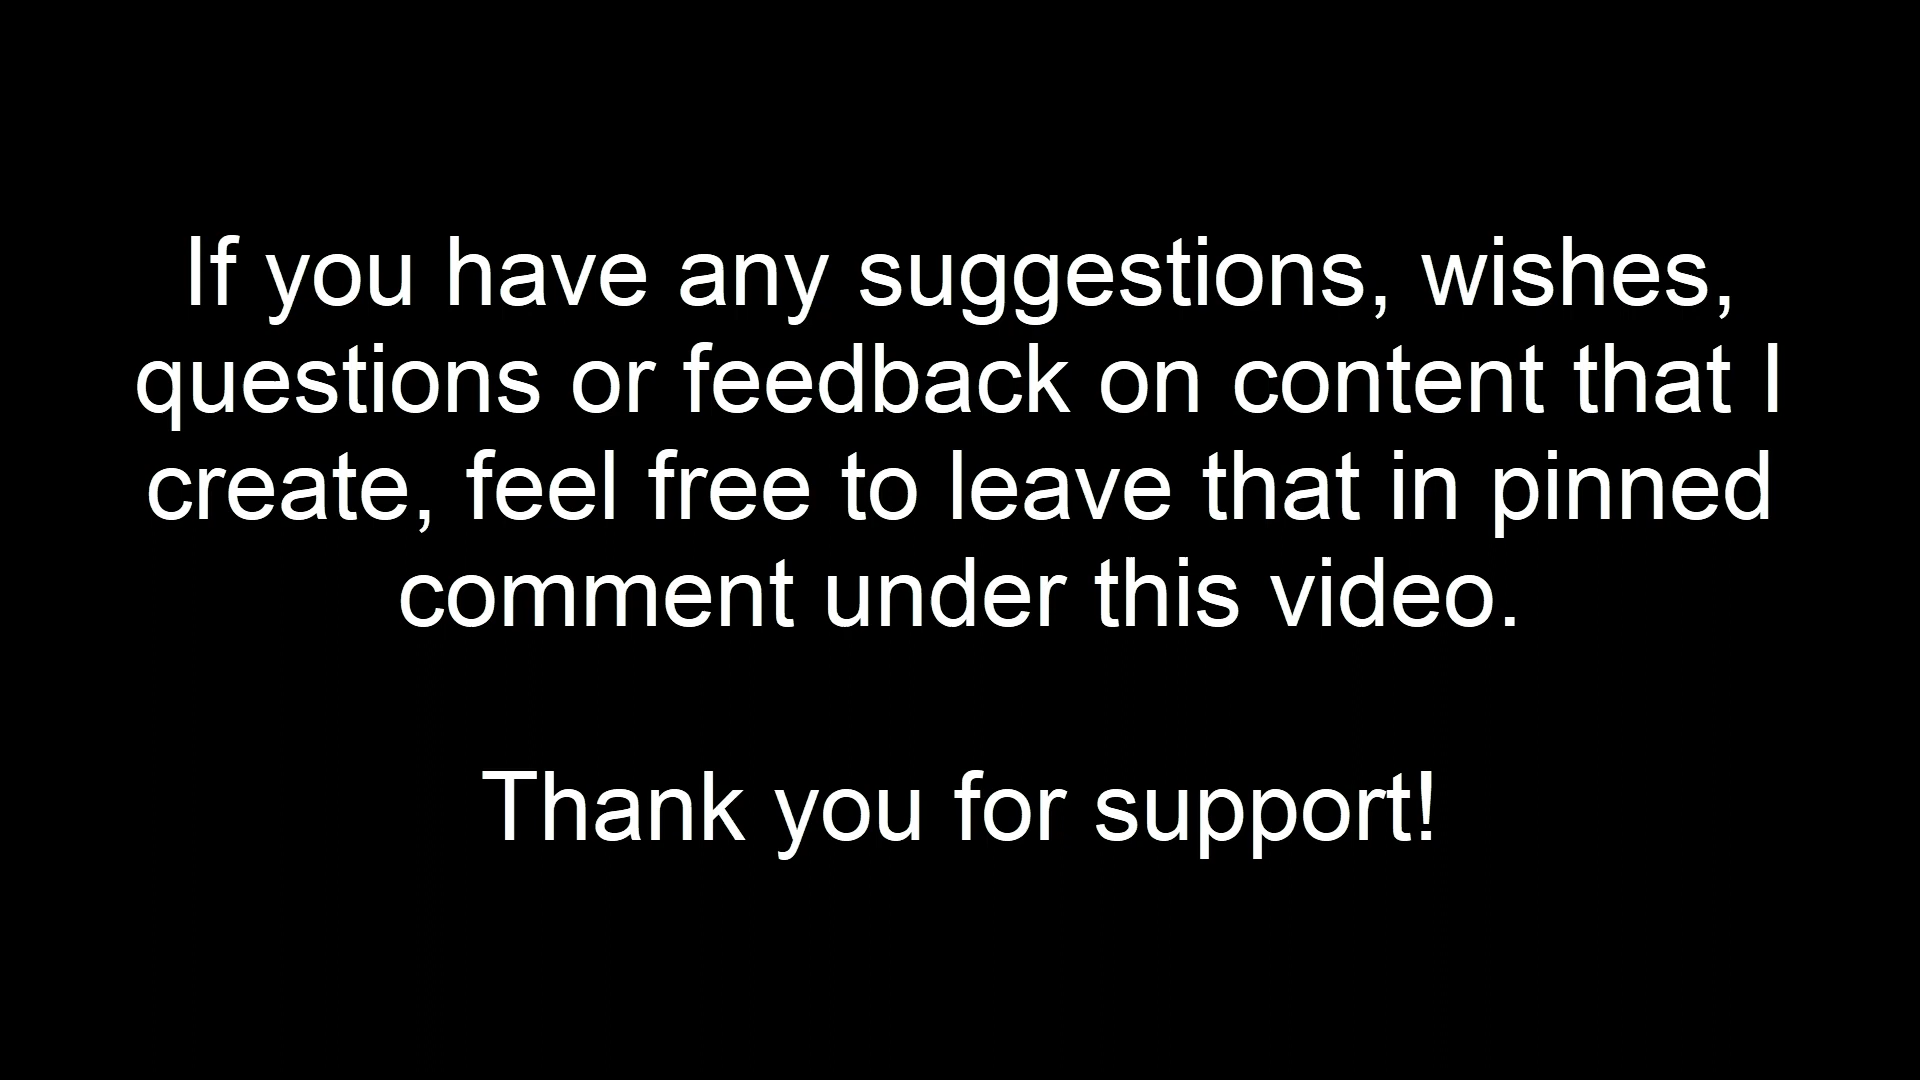 If you have any suggestions, wishes,
questions or feedback on content that I
create, feel free to leave that in pinned
comment under this video.
Thank you for support!